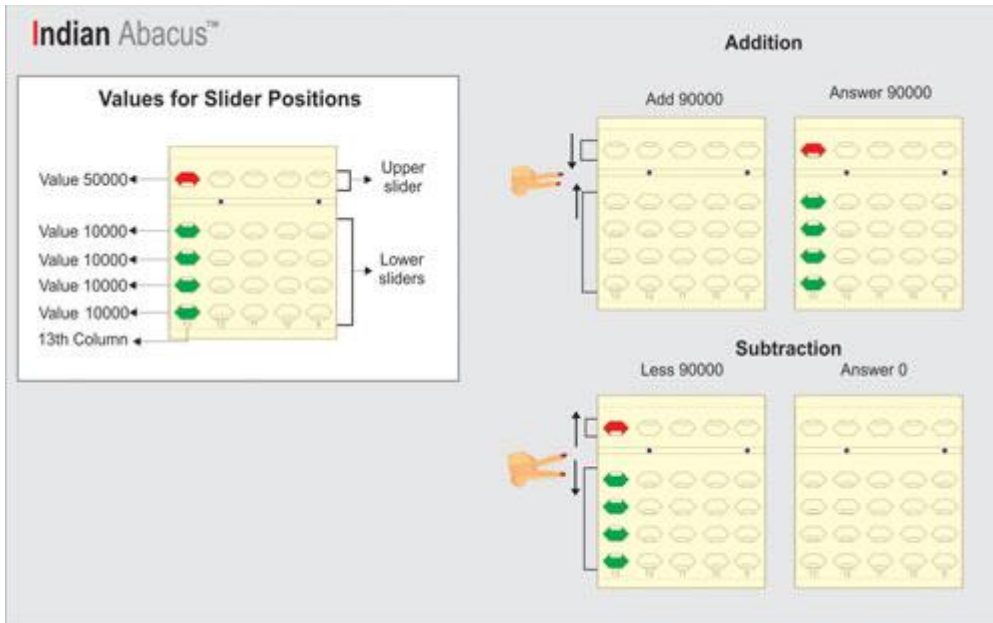 Indian Abacus™
Values for Slider Positions
Value 50000
Upper
slider
Value 10000
Value 10000
Value 10000
Value 10000
Lower
sliders
13th Column
Addition
Add 90000
Answer 90000
Subtraction
Less 90000
Answer 0